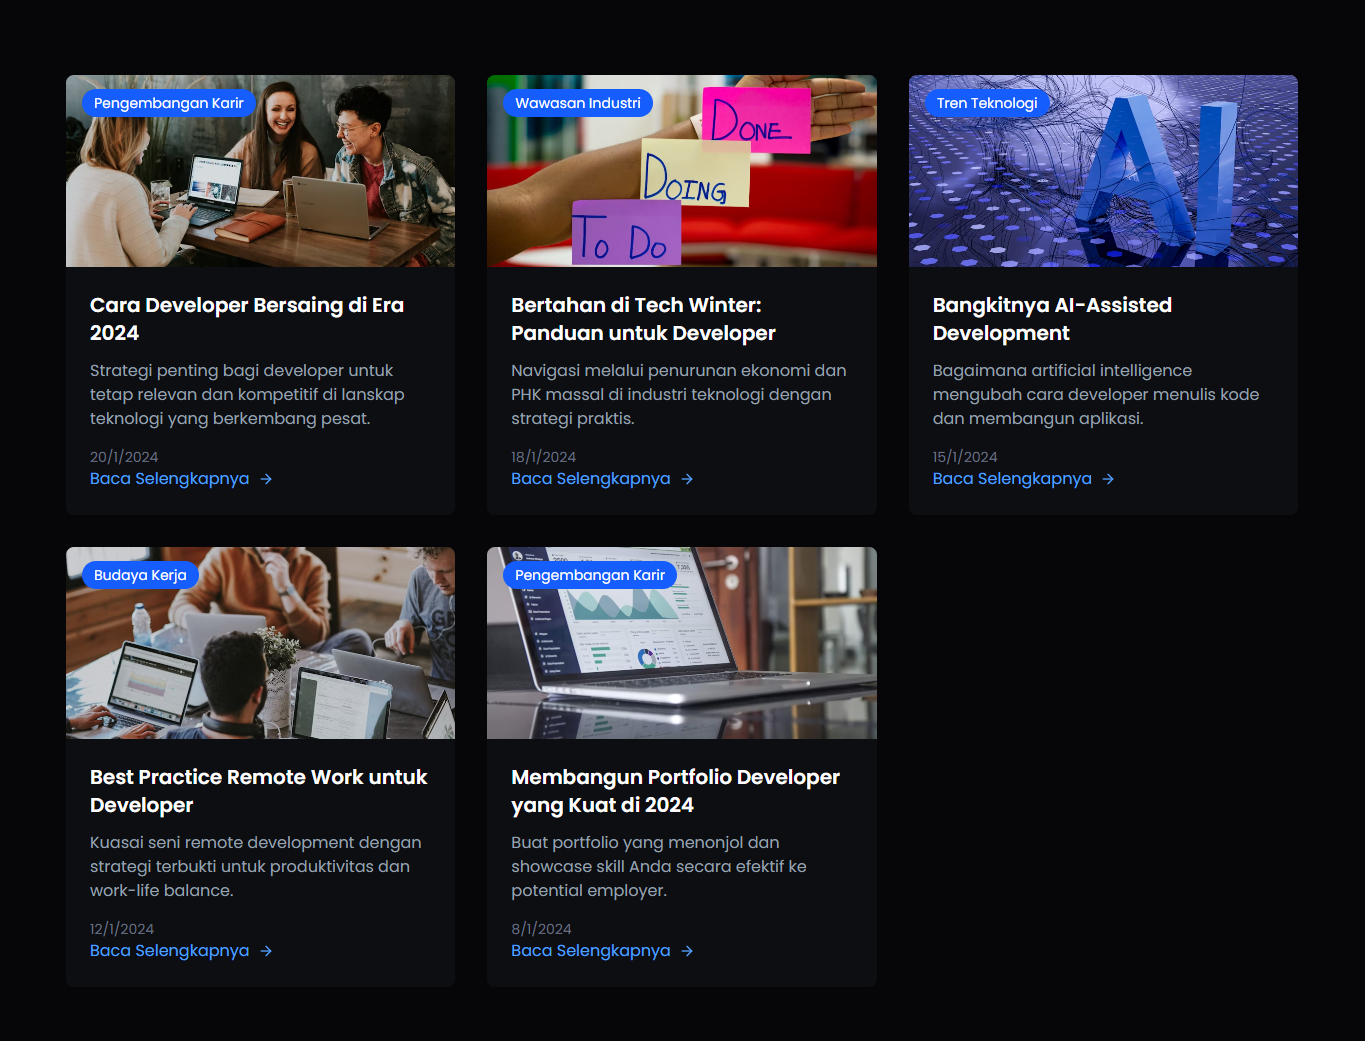 Pengembangan Karir
Cara Developer Bersaing di Era
2024
Strategi penting bagi developer untuk
tetap relevan dan kompetitif di lanskap
teknologi yang berkembang pesat.
20/1/2024
Baca Selengkapnya →
Wawasan Industri
DONE
DOING
TO DO
Bertahan di Tech Winter:
Panduan untuk Developer
Navigasi melalui penurunan ekonomi dan
PHK massal di industri teknologi dengan
strategi praktis.
18/1/2024
Baca Selengkapnya →
Tren Teknologi
AI
Bangkitnya AI-Assisted
Development
Bagaimana artificial intelligence
mengubah cara developer menulis kode
dan membangun aplikasi.
15/1/2024
Baca Selengkapnya →
Budaya Kerja
Best Practice Remote Work untuk
Developer
Kuasai seni remote development dengan
strategi terbukti untuk produktivitas dan
work-life balance.
12/1/2024
Baca Selengkapnya →
Pengembangan Karir
Membangun Portfolio Developer
yang Kuat di 2024
Buat portfolio yang menonjol dan
showcase skill Anda secara efektif ke
potential employer.
8/1/2024
Baca Selengkapnya →